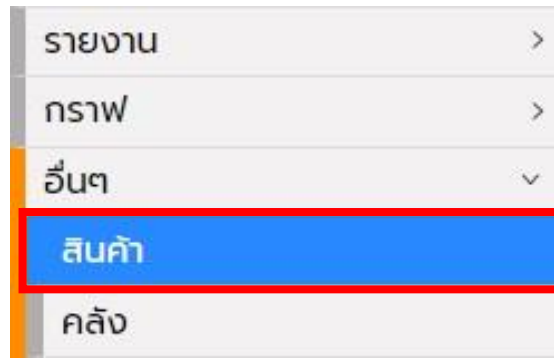 รายงาน
กราฟ
อื่นๆ
สินค้า
คลัง